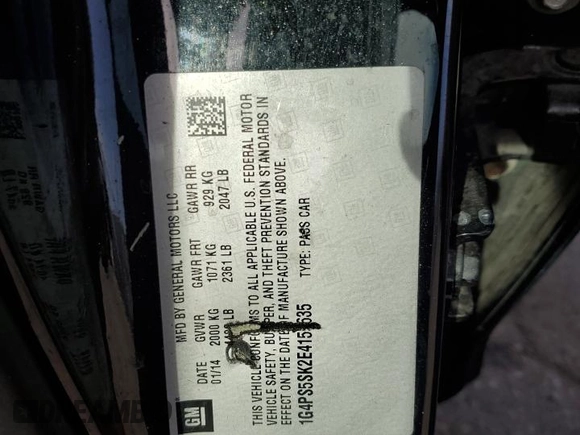 MFD BY GENERAL MOTORS LLC
DATE GVWR GAWR FRT GAWR RR
01/14 2000 KG 1071 KG 929 KG
LB 2361 LB 2047 LB
THIS VEHICLE CONFORMS TO ALL APPLICABLE U.S. FEDERAL MOTOR
VEHICLE SAFETY, BUMPER, AND THEFT PREVENTION STANDARDS IN
EFFECT ON THE DATE OF MANUFACTURE SHOWN ABOVE.
TYPE: PASS CAR
GM